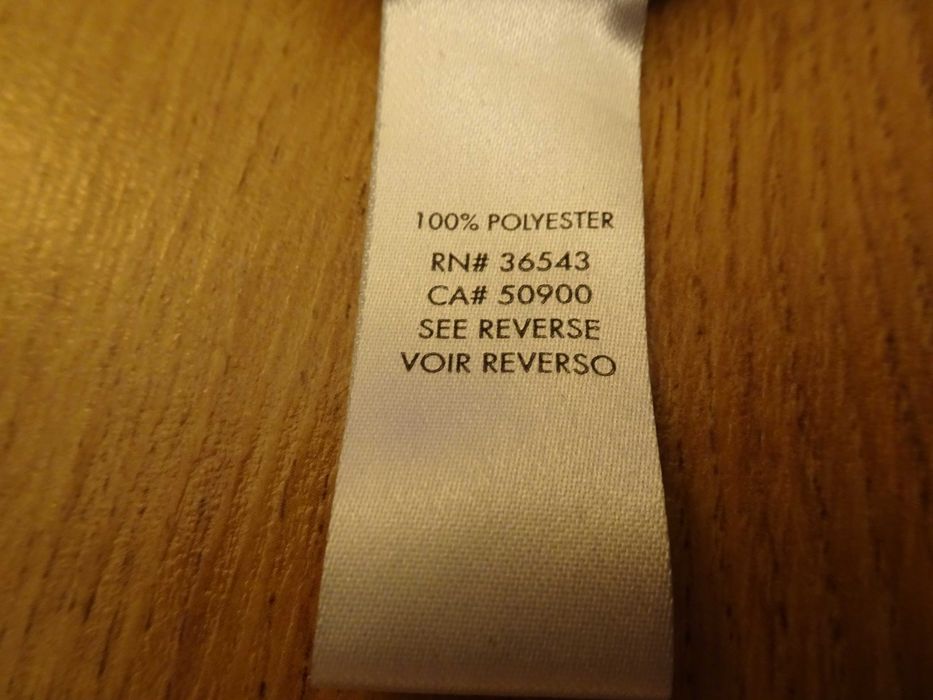 100% POLYESTER
RN# 36543
CA# 50900
SEE REVERSE
VOIR REVERSO